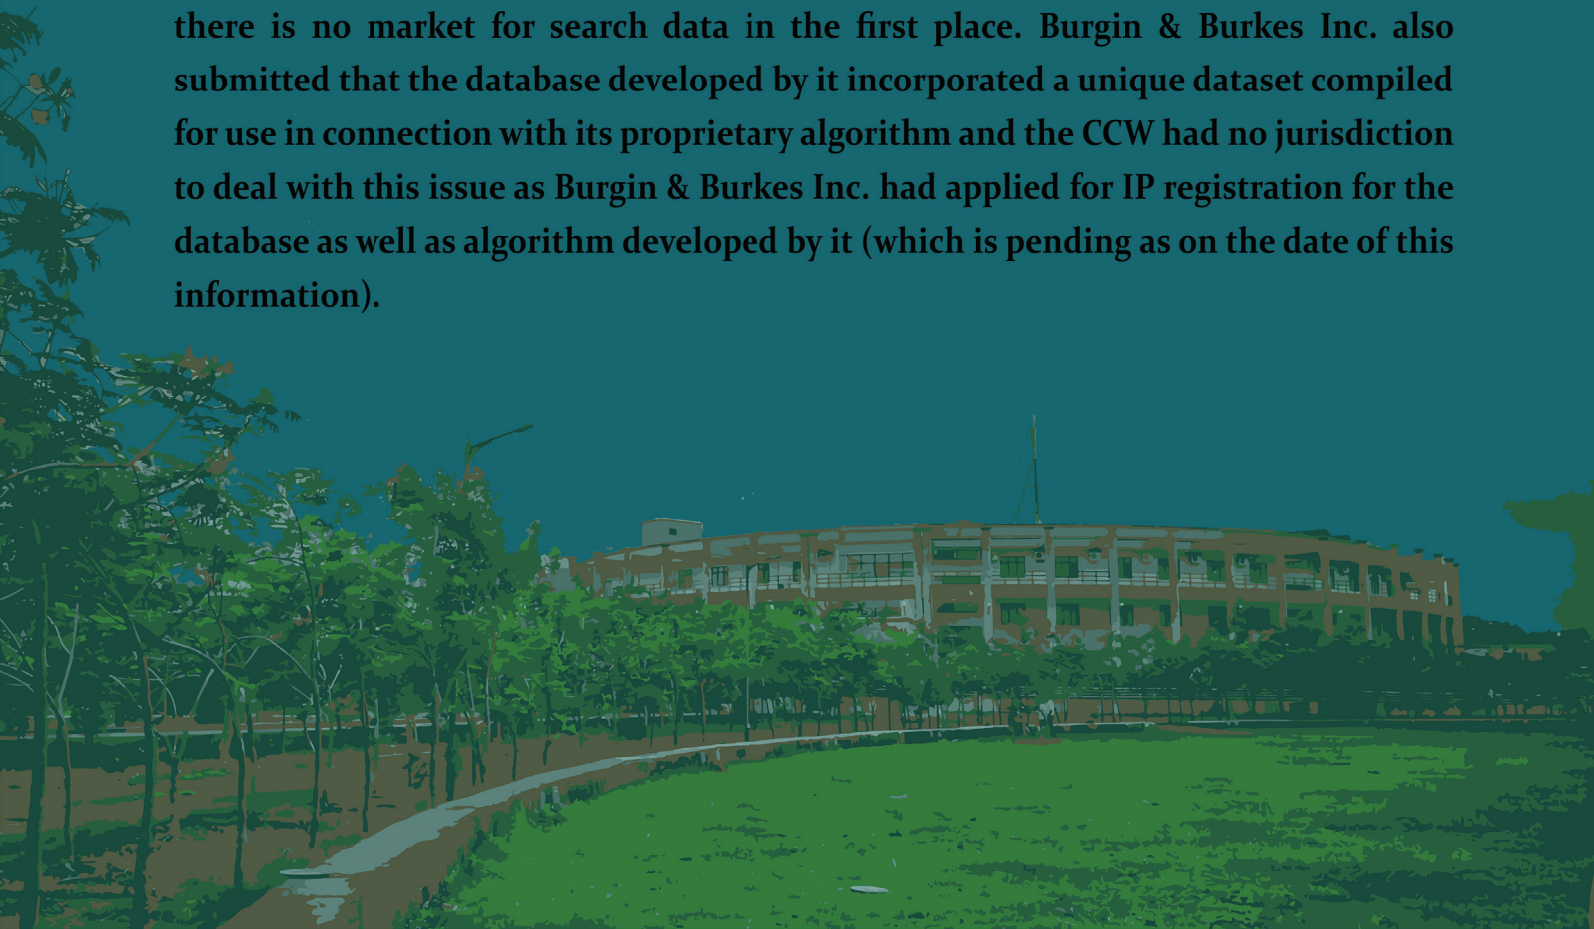 there is no market for search data in the first place. Burgin & Burkes Inc. also
submitted that the database developed by it incorporated a unique dataset compiled
for use in connection with its proprietary algorithm and the CCW had no jurisdiction
to deal with this issue as Burgin & Burkes Inc. had applied for IP registration for the
database as well as algorithm developed by it (which is pending as on the date of this
information).